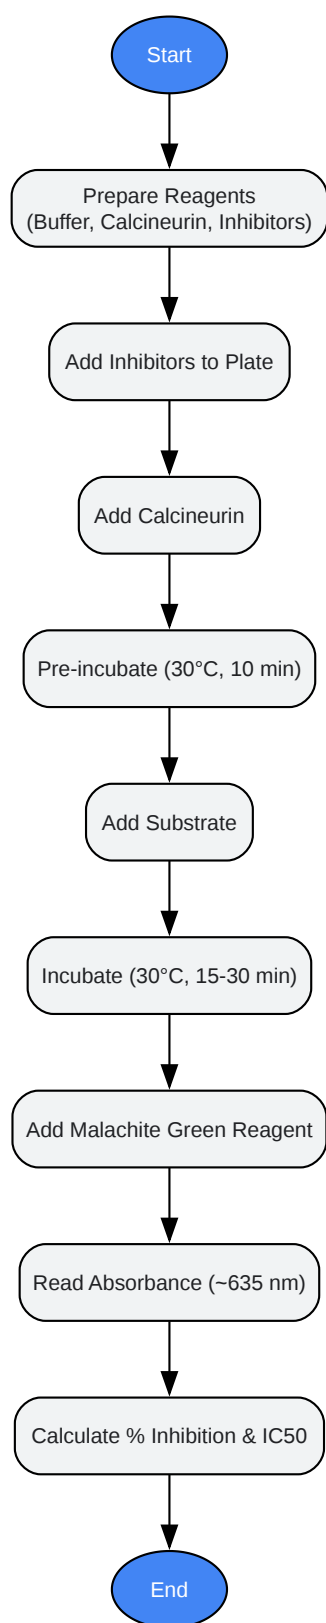 Start
Prepare Reagents
(Buffer, Calcineurin, Inhibitors)
Add Inhibitors to Plate
Add Calcineurin
Pre-incubate (30°C, 10 min)
Add Substrate
Incubate (30°C, 15-30 min)
Add Malachite Green Reagent
Read Absorbance (~635 nm)
Calculate % Inhibition & IC50
End